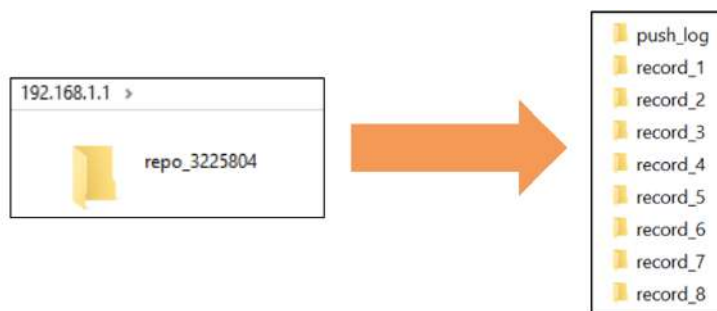 192.168.1.1 >
repo_3225804
push_log
record_1
record_2
record_3
record_4
record_5
record_6
record_7
record_8